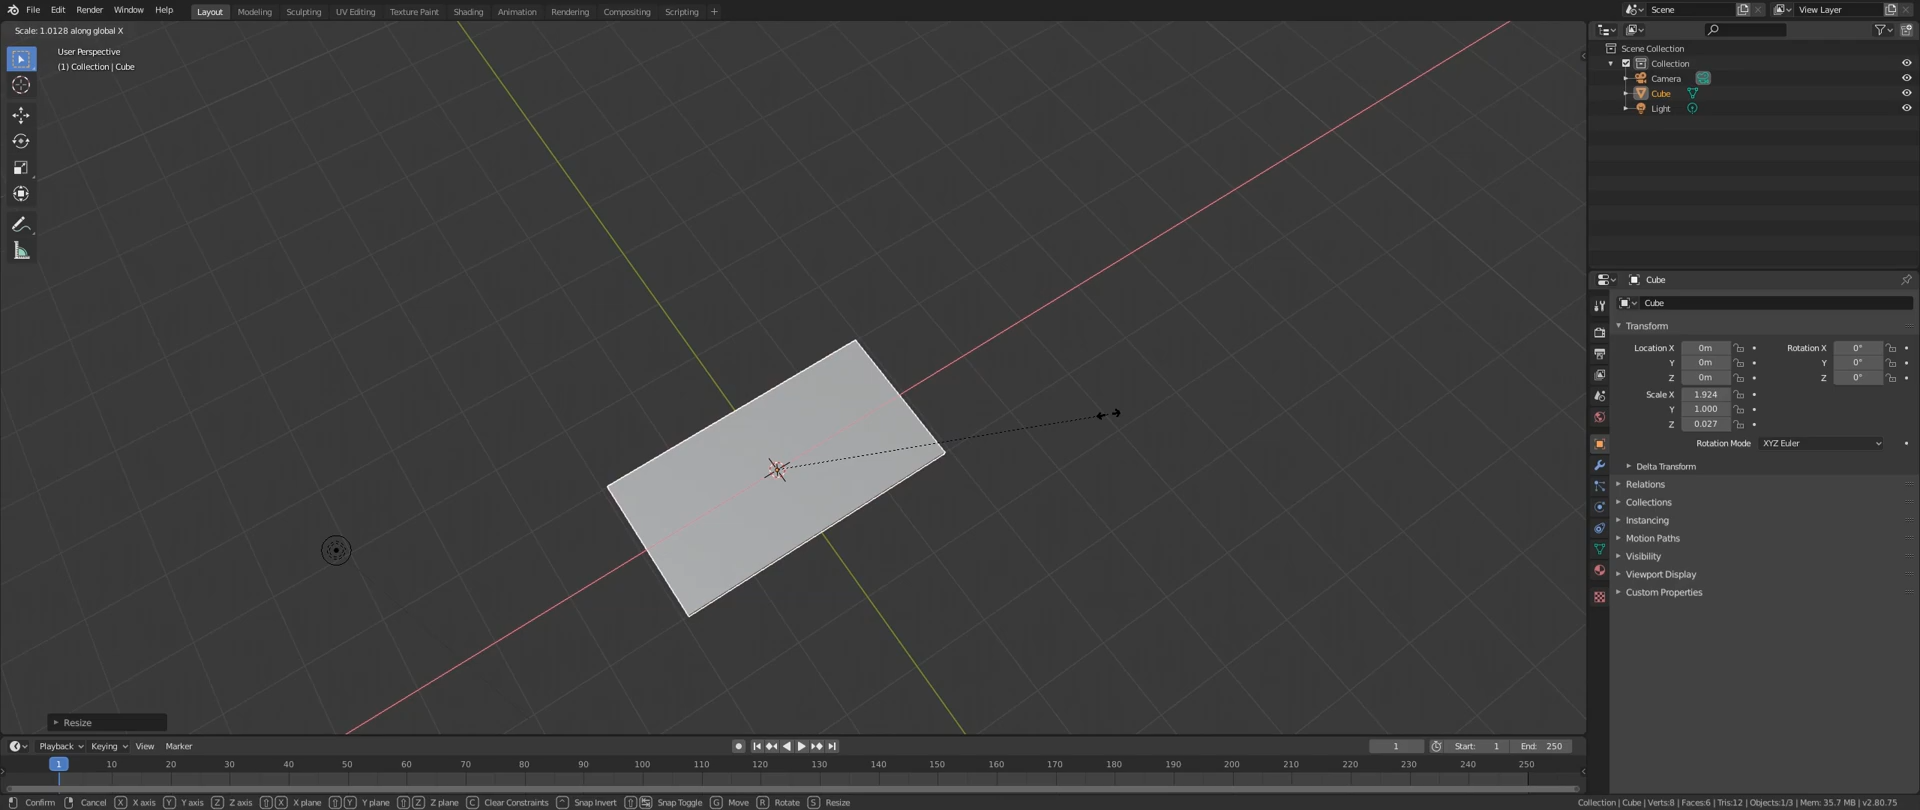 File Edit Render Window Help Layout Modeling Sculpting UV Editing Texture Paint Shading Animation Rendering Compositing Scripting + Scene View Layer
Scale: 1.0128 along global X
User Perspective
(1) Collection | Cube
Scene Collection
Collection
Camera
Cube
Light
Cube
Cube
Transform
Location X 0m Rotation X 0°
Y 0m Y 0°
Z 0m Z 0°
Scale X 1.924
Y 1.000
Z 0.027
Rotation Mode XYZ Euler
Delta Transform
Relations
Collections
Instancing
Motion Paths
Visibility
Viewport Display
Custom Properties
Resize
Playback Keying View Marker 1 Start: 1 End: 250
1 10 20 30 40 50 60 70 80 90 100 110 120 130 140 150 160 170 180 190 200 210 220 230 240 250
Confirm Cancel X X axis Y Y axis Z Z axis X X plane Y Y plane Z Z plane C Clear Constraints Snap Invert Snap Toggle G Move R Rotate S Resize Collection | Cube | Verts:8 | Faces:6 | Tris:12 | Objects:1/3 | Mem: 35.7 MB | v2.80.75